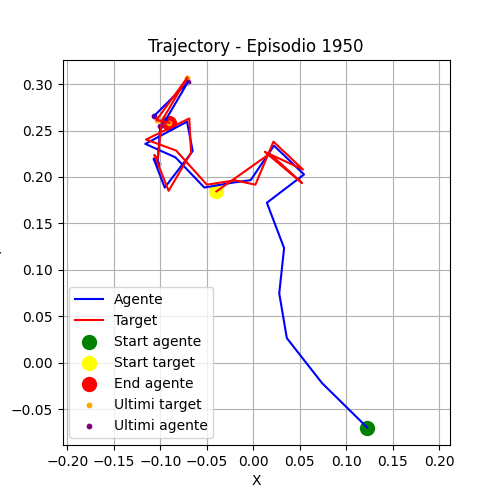 Trajectory - Episodio 1950
0.30
0.25
0.20
0.15
0.10
0.05
0.00
−0.05
Agente
Target
Start agente
Start target
End agente
Ultimi target
Ultimi agente
−0.20 −0.15 −0.10 −0.05 0.00 0.05 0.10 0.15 0.20
X